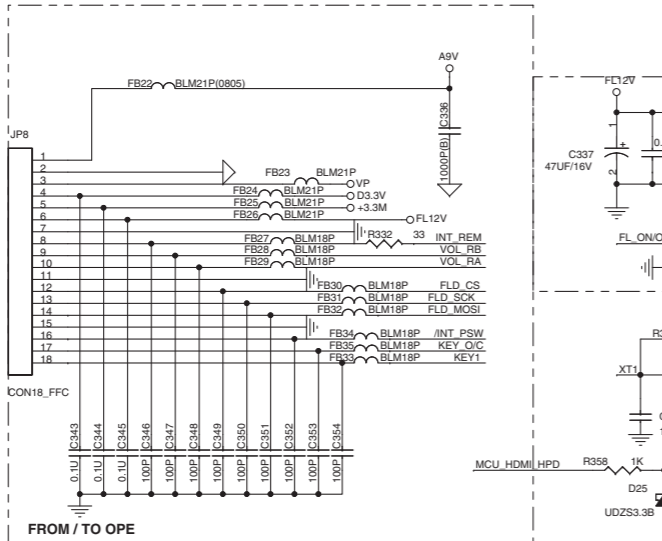 A9V
FB22 BLM21P(0805)
C336
1000P(B)
FL12V
1
C337
+
47UF/16V
2
0.
JP8
1
2
3
4
5
6
7
8
9
10
11
12
13
14
15
16
17
18
CON18_FFC
FB23 BLM21P
VP
FB24 BLM21P D3.3V
FB25 BLM21P +3.3M
FB26 BLM21P FL12V
R332 33
FB27 BLM18P INT_REM
FB28 BLM18P VOL_RB
FB29 BLM18P VOL_RA
FB30 BLM18P FLD_CS
FB31 BLM18P FLD_SCK
FB32 BLM18P FLD_MOSI
FB34 BLM18P /INT_PSW
FB35 BLM18P KEY_O/C
FB33 BLM18P KEY1
FL_ON/O
R3
XT1
C
1
C343 C344 C345 C346 C347 C348 C349 C350 C351 C352 C353 C354
0.1U 0.1U 0.1U 100P 100P 100P 100P 100P 100P 100P 100P 100P
MCU_HDMI_HPD R358 1K
D25
UDZS3.3B
FROM / TO OPE